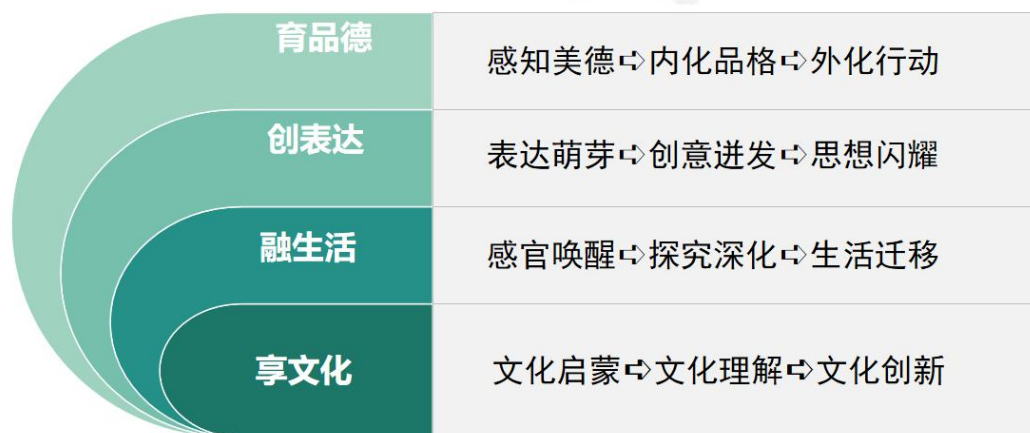 育品德
感知美德➪内化品格➪外化行动
创表达
表达萌芽➪创意迸发➪思想闪耀
融生活
感官唤醒➪探究深化➪生活迁移
享文化
文化启蒙➪文化理解➪文化创新